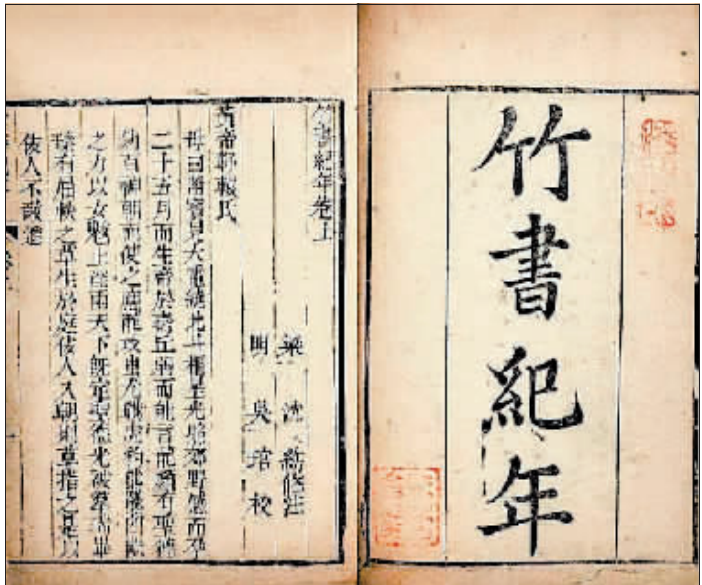 竹書紀年
竹書紀年卷上
梁 沈 約 注
明 吳 琯 校
黃帝軒轅氏
母曰附寶見大電繞北斗樞星光照郊野感而孕
二十五月而生帝於壽丘弱而能言龍顏有聖德
劾百神朝而使之應龍攻蚩尤戰虎豹熊羆四獸
之力以女魃止淫雨天下既定聖德光被羣瑞畢
臻有屈軼之草生於庭佞人入朝則草指之是以
佞人不敢進